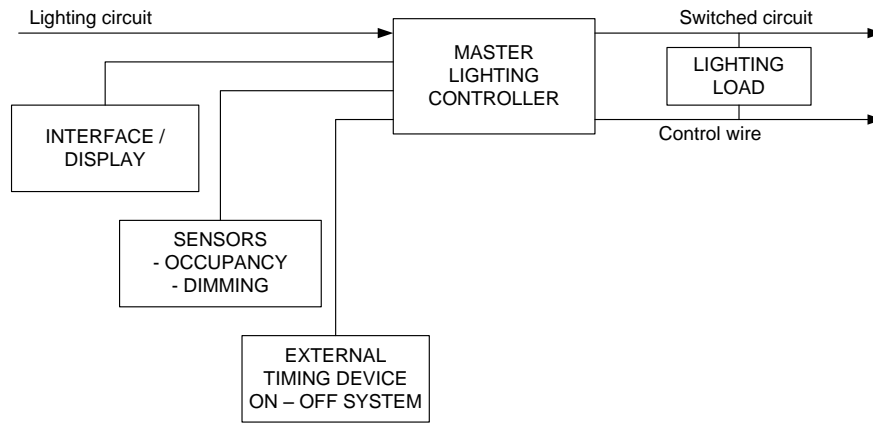 Lighting circuit
Switched circuit
MASTER
LIGHTING
CONTROLLER
LIGHTING
LOAD
Control wire
INTERFACE /
DISPLAY
SENSORS
- OCCUPANCY
- DIMMING
EXTERNAL
TIMING DEVICE
ON – OFF SYSTEM